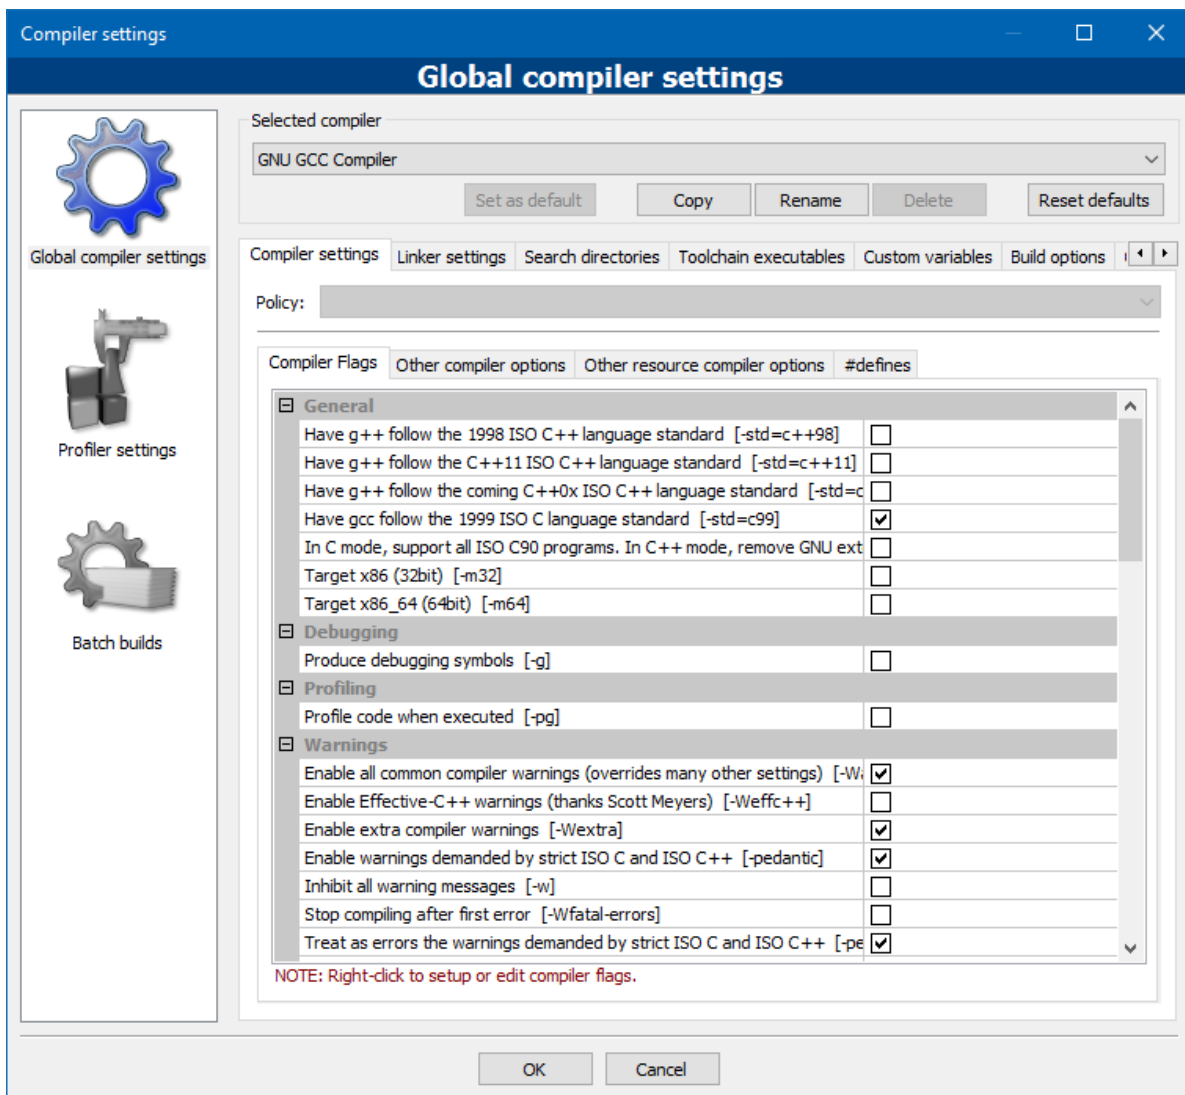 Compiler settings
Global compiler settings
Global compiler settings
Profiler settings
Batch builds
Selected compiler
GNU GCC Compiler
Set as default Copy Rename Delete Reset defaults
Compiler settings Linker settings Search directories Toolchain executables Custom variables Build options
Policy:
Compiler Flags Other compiler options Other resource compiler options #defines
General
Have g++ follow the 1998 ISO C++ language standard [-std=c++98]
Have g++ follow the C++11 ISO C++ language standard [-std=c++11]
Have g++ follow the coming C++0x ISO C++ language standard [-std=c
Have gcc follow the 1999 ISO C language standard [-std=c99]
In C mode, support all ISO C90 programs. In C++ mode, remove GNU ext
Target x86 (32bit) [-m32]
Target x86_64 (64bit) [-m64]
Debugging
Produce debugging symbols [-g]
Profiling
Profile code when executed [-pg]
Warnings
Enable all common compiler warnings (overrides many other settings) [-Wa
Enable Effective-C++ warnings (thanks Scott Meyers) [-Weffc++]
Enable extra compiler warnings [-Wextra]
Enable warnings demanded by strict ISO C and ISO C++ [-pedantic]
Inhibit all warning messages [-w]
Stop compiling after first error [-Wfatal-errors]
Treat as errors the warnings demanded by strict ISO C and ISO C++ [-pe
NOTE: Right-click to setup or edit compiler flags.
OK Cancel